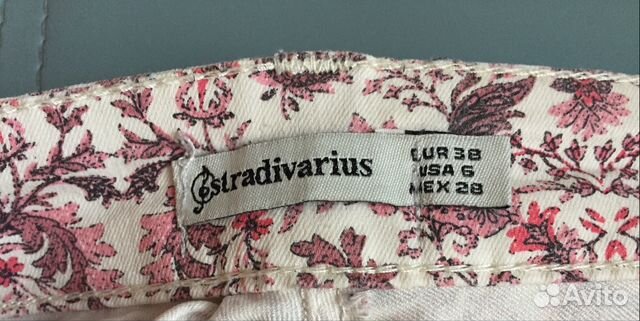 stradivarius
EUR 38
USA 6
MEX 28
Avito